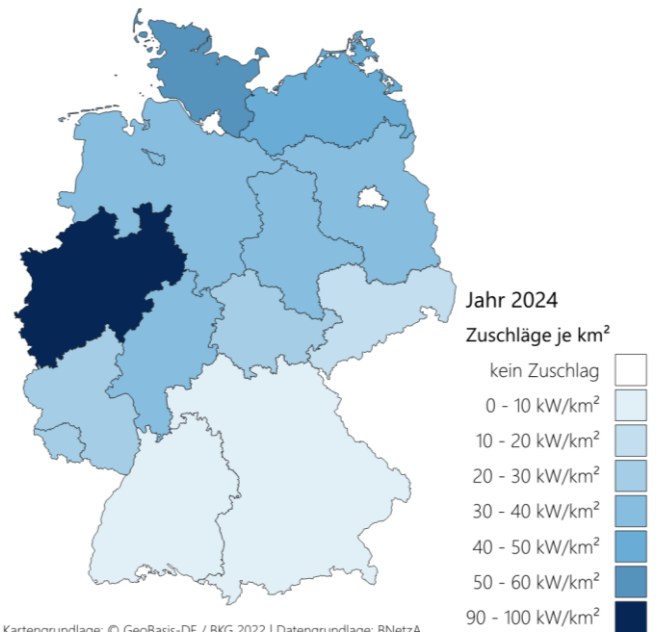 Jahr 2024
Zuschläge je km²
kein Zuschlag
0 - 10 kW/km²
10 - 20 kW/km²
20 - 30 kW/km²
30 - 40 kW/km²
40 - 50 kW/km²
50 - 60 kW/km²
90 - 100 kW/km²
Kartengrundlage: © GeoBasis-DE / BKG 2022 | Datengrundlage: BNetzA